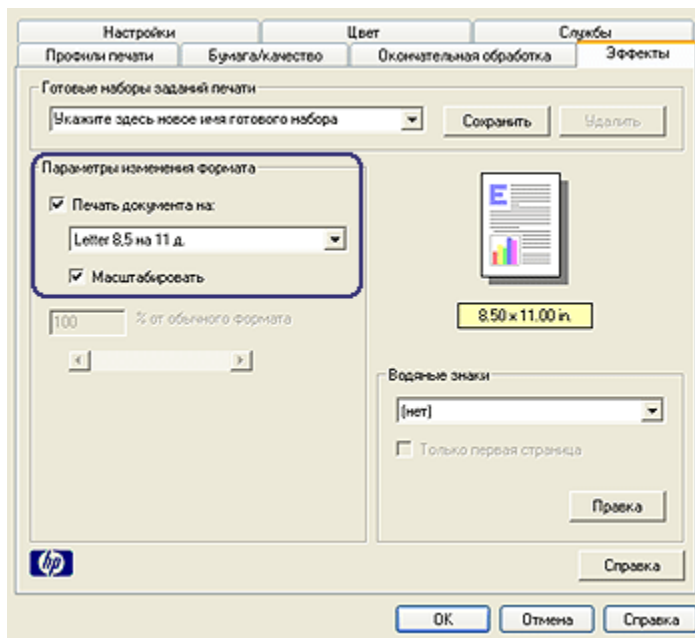 Настройки Цвет Службы
Профили печати Бумага/качество Окончательная обработка Эффекты
Готовые наборы заданий печати
Укажите здесь новое имя готового набора Сохранить Удалить
Параметры изменения формата
Печать документа на:
Letter 8,5 на 11 д.
Масштабировать
100 % от обычного формата
E
8.50 x 11.00 in.
Водяные знаки
(нет)
Только первая страница
Правка
hp Справка
OK Отмена Справка